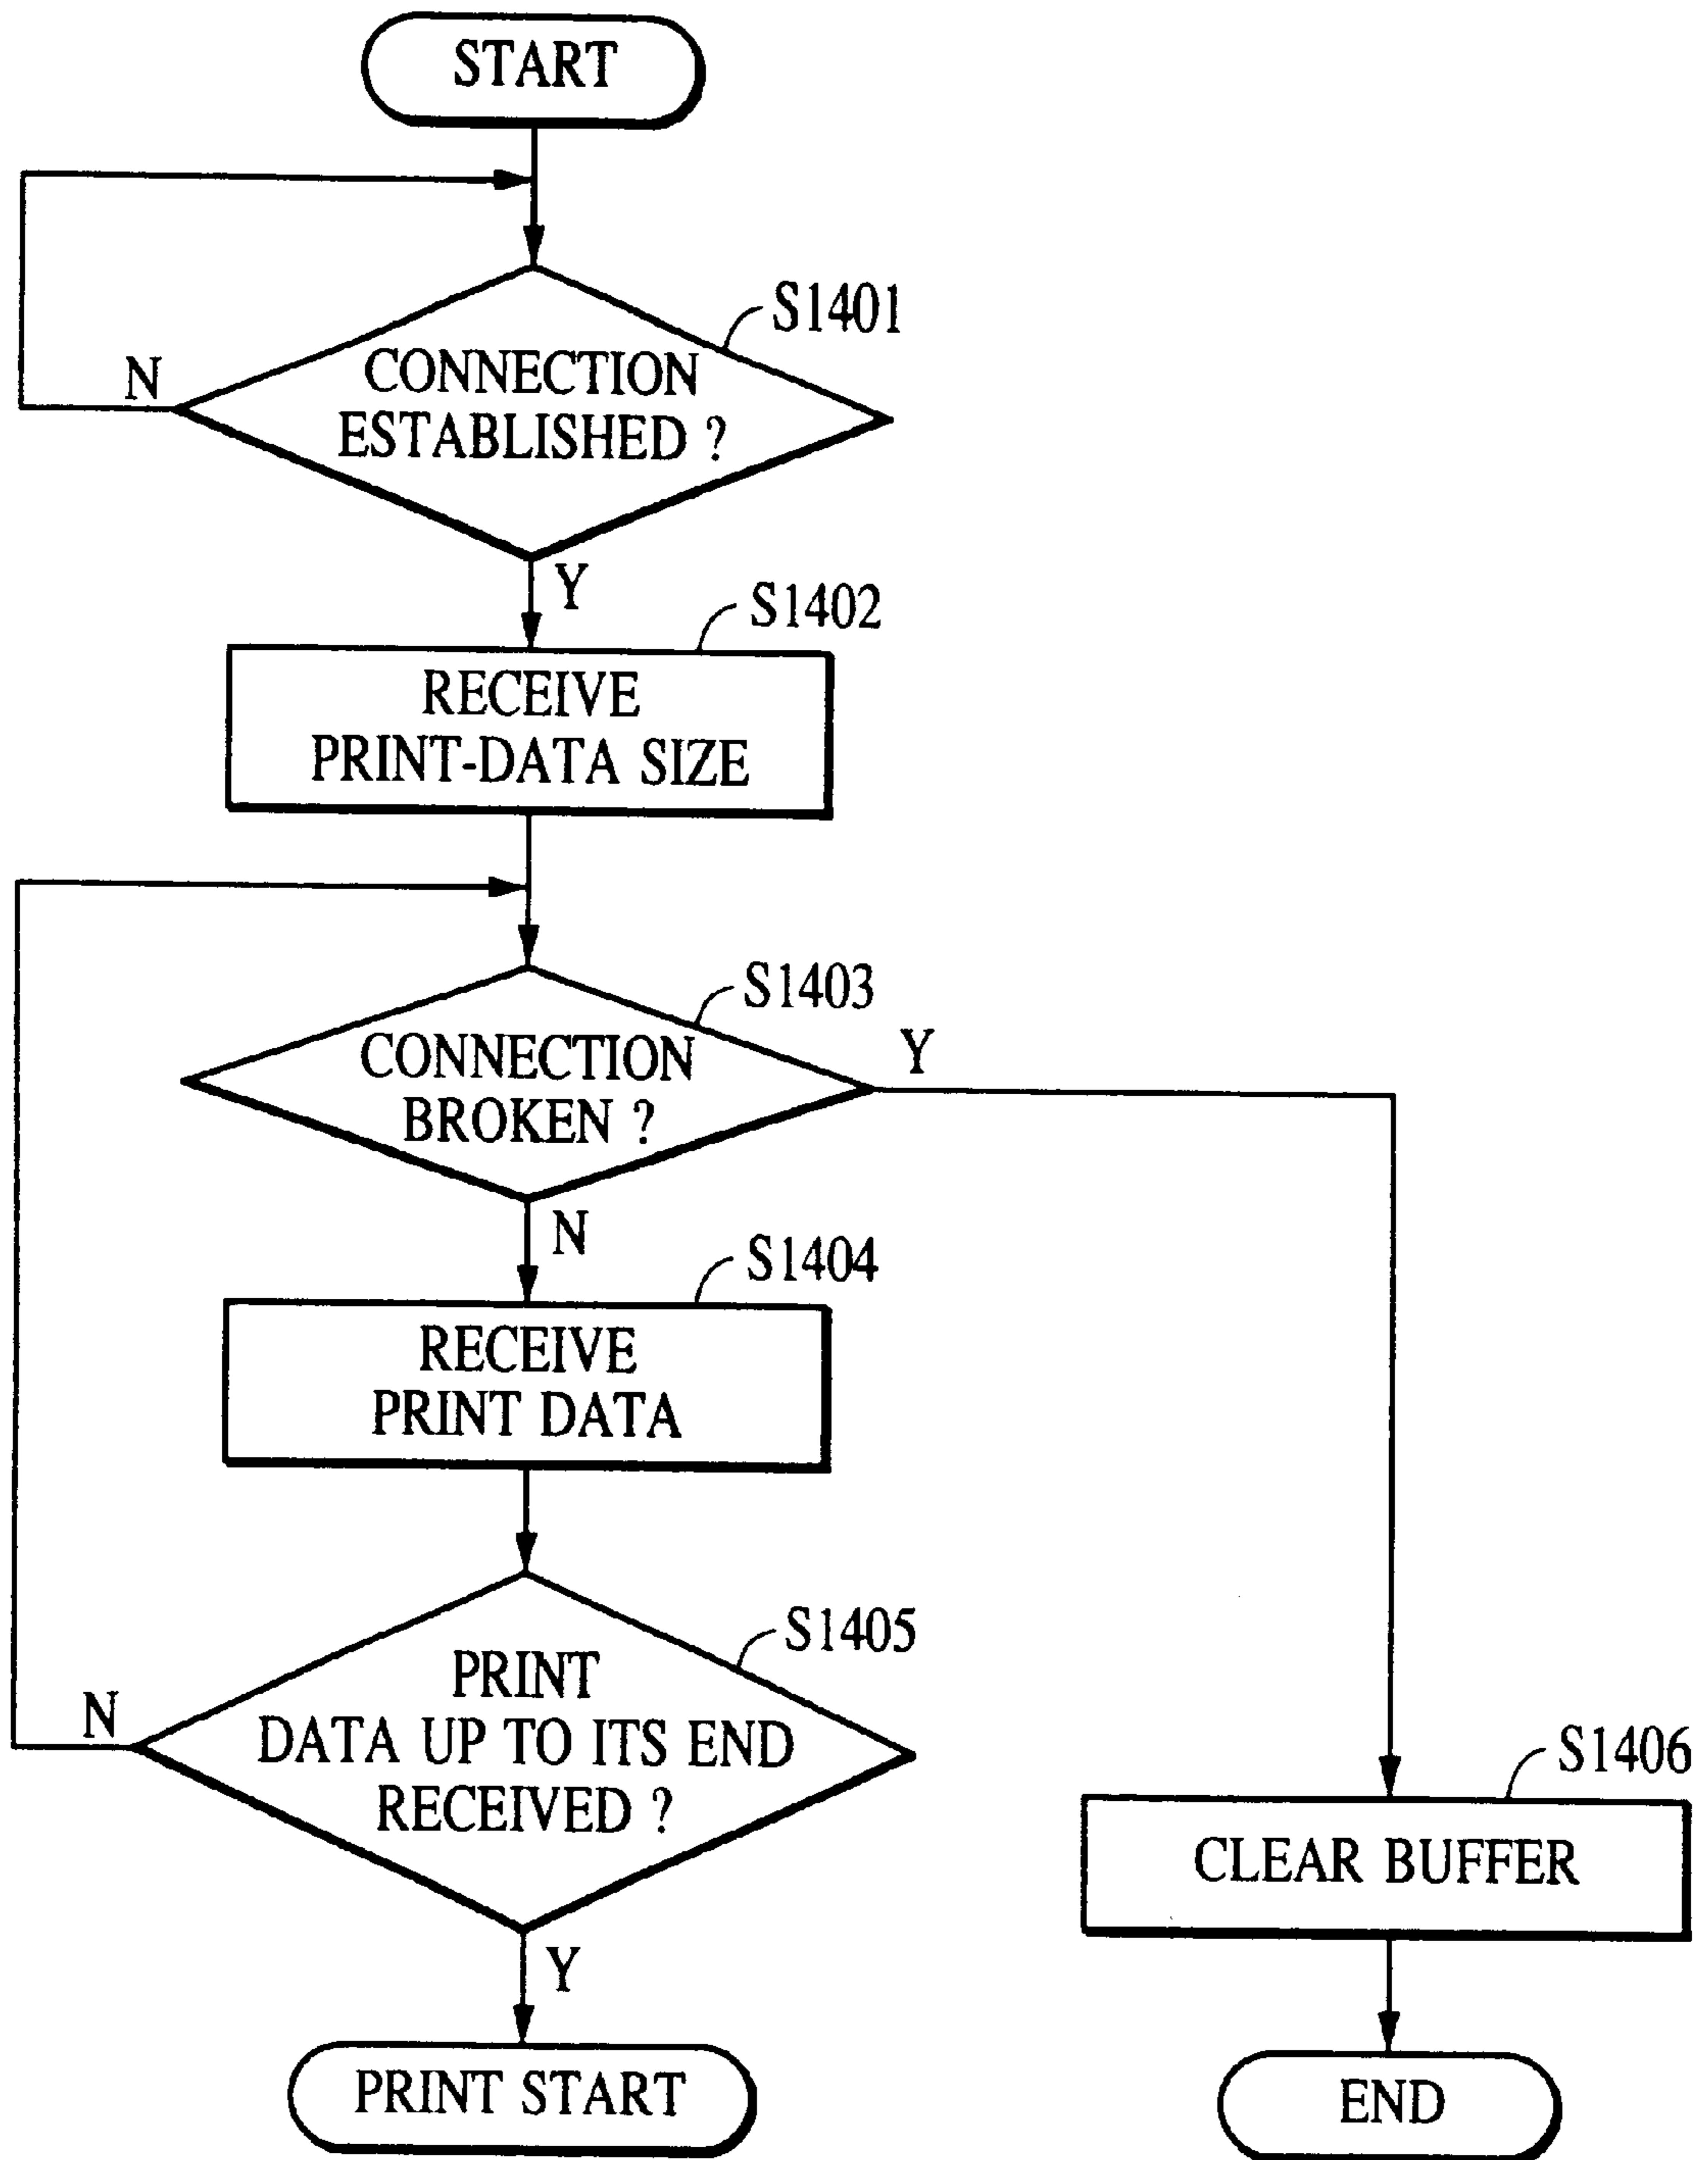 START
S1401
CONNECTION
ESTABLISHED ?
N
Y
S1402
RECEIVE
PRINT-DATA SIZE
S1403
CONNECTION
BROKEN ?
Y
N
S1404
RECEIVE
PRINT DATA
S1405
PRINT
DATA UP TO ITS END
RECEIVED ?
N
Y
S1406
CLEAR BUFFER
PRINT START
END